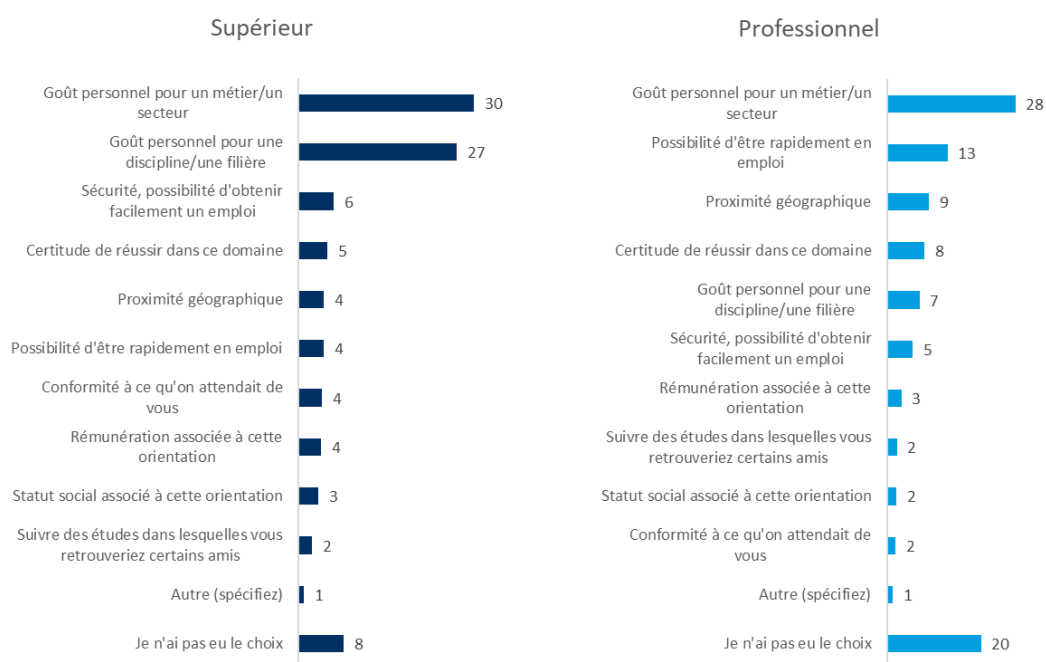 Supérieur
Goût personnel pour un métier/un
secteur
30
Goût personnel pour une
discipline/une filière
27
Sécurité, possibilité d'obtenir
facilement un emploi
6
Certitude de réussir dans ce domaine
5
Proximité géographique
4
Possibilité d'être rapidement en emploi
4
Conformité à ce qu'on attendait de
vous
4
Rémunération associée à cette
orientation
4
Statut social associé à cette orientation
3
Suivre des études dans lesquelles vous
retrouveriez certains amis
2
Autre (spécifiez)
1
Je n'ai pas eu le choix
8
Professionnel
Goût personnel pour un métier/un
secteur
28
Possibilité d'être rapidement en
emploi
13
Proximité géographique
9
Certitude de réussir dans ce domaine
8
Goût personnel pour une
discipline/une filière
7
Sécurité, possibilité d'obtenir
facilement un emploi
5
Rémunération associée à cette
orientation
3
Suivre des études dans lesquelles vous
retrouveriez certains amis
2
Statut social associé à cette orientation
2
Conformité à ce qu'on attendait de
vous
2
Autre (spécifiez)
1
Je n'ai pas eu le choix
20